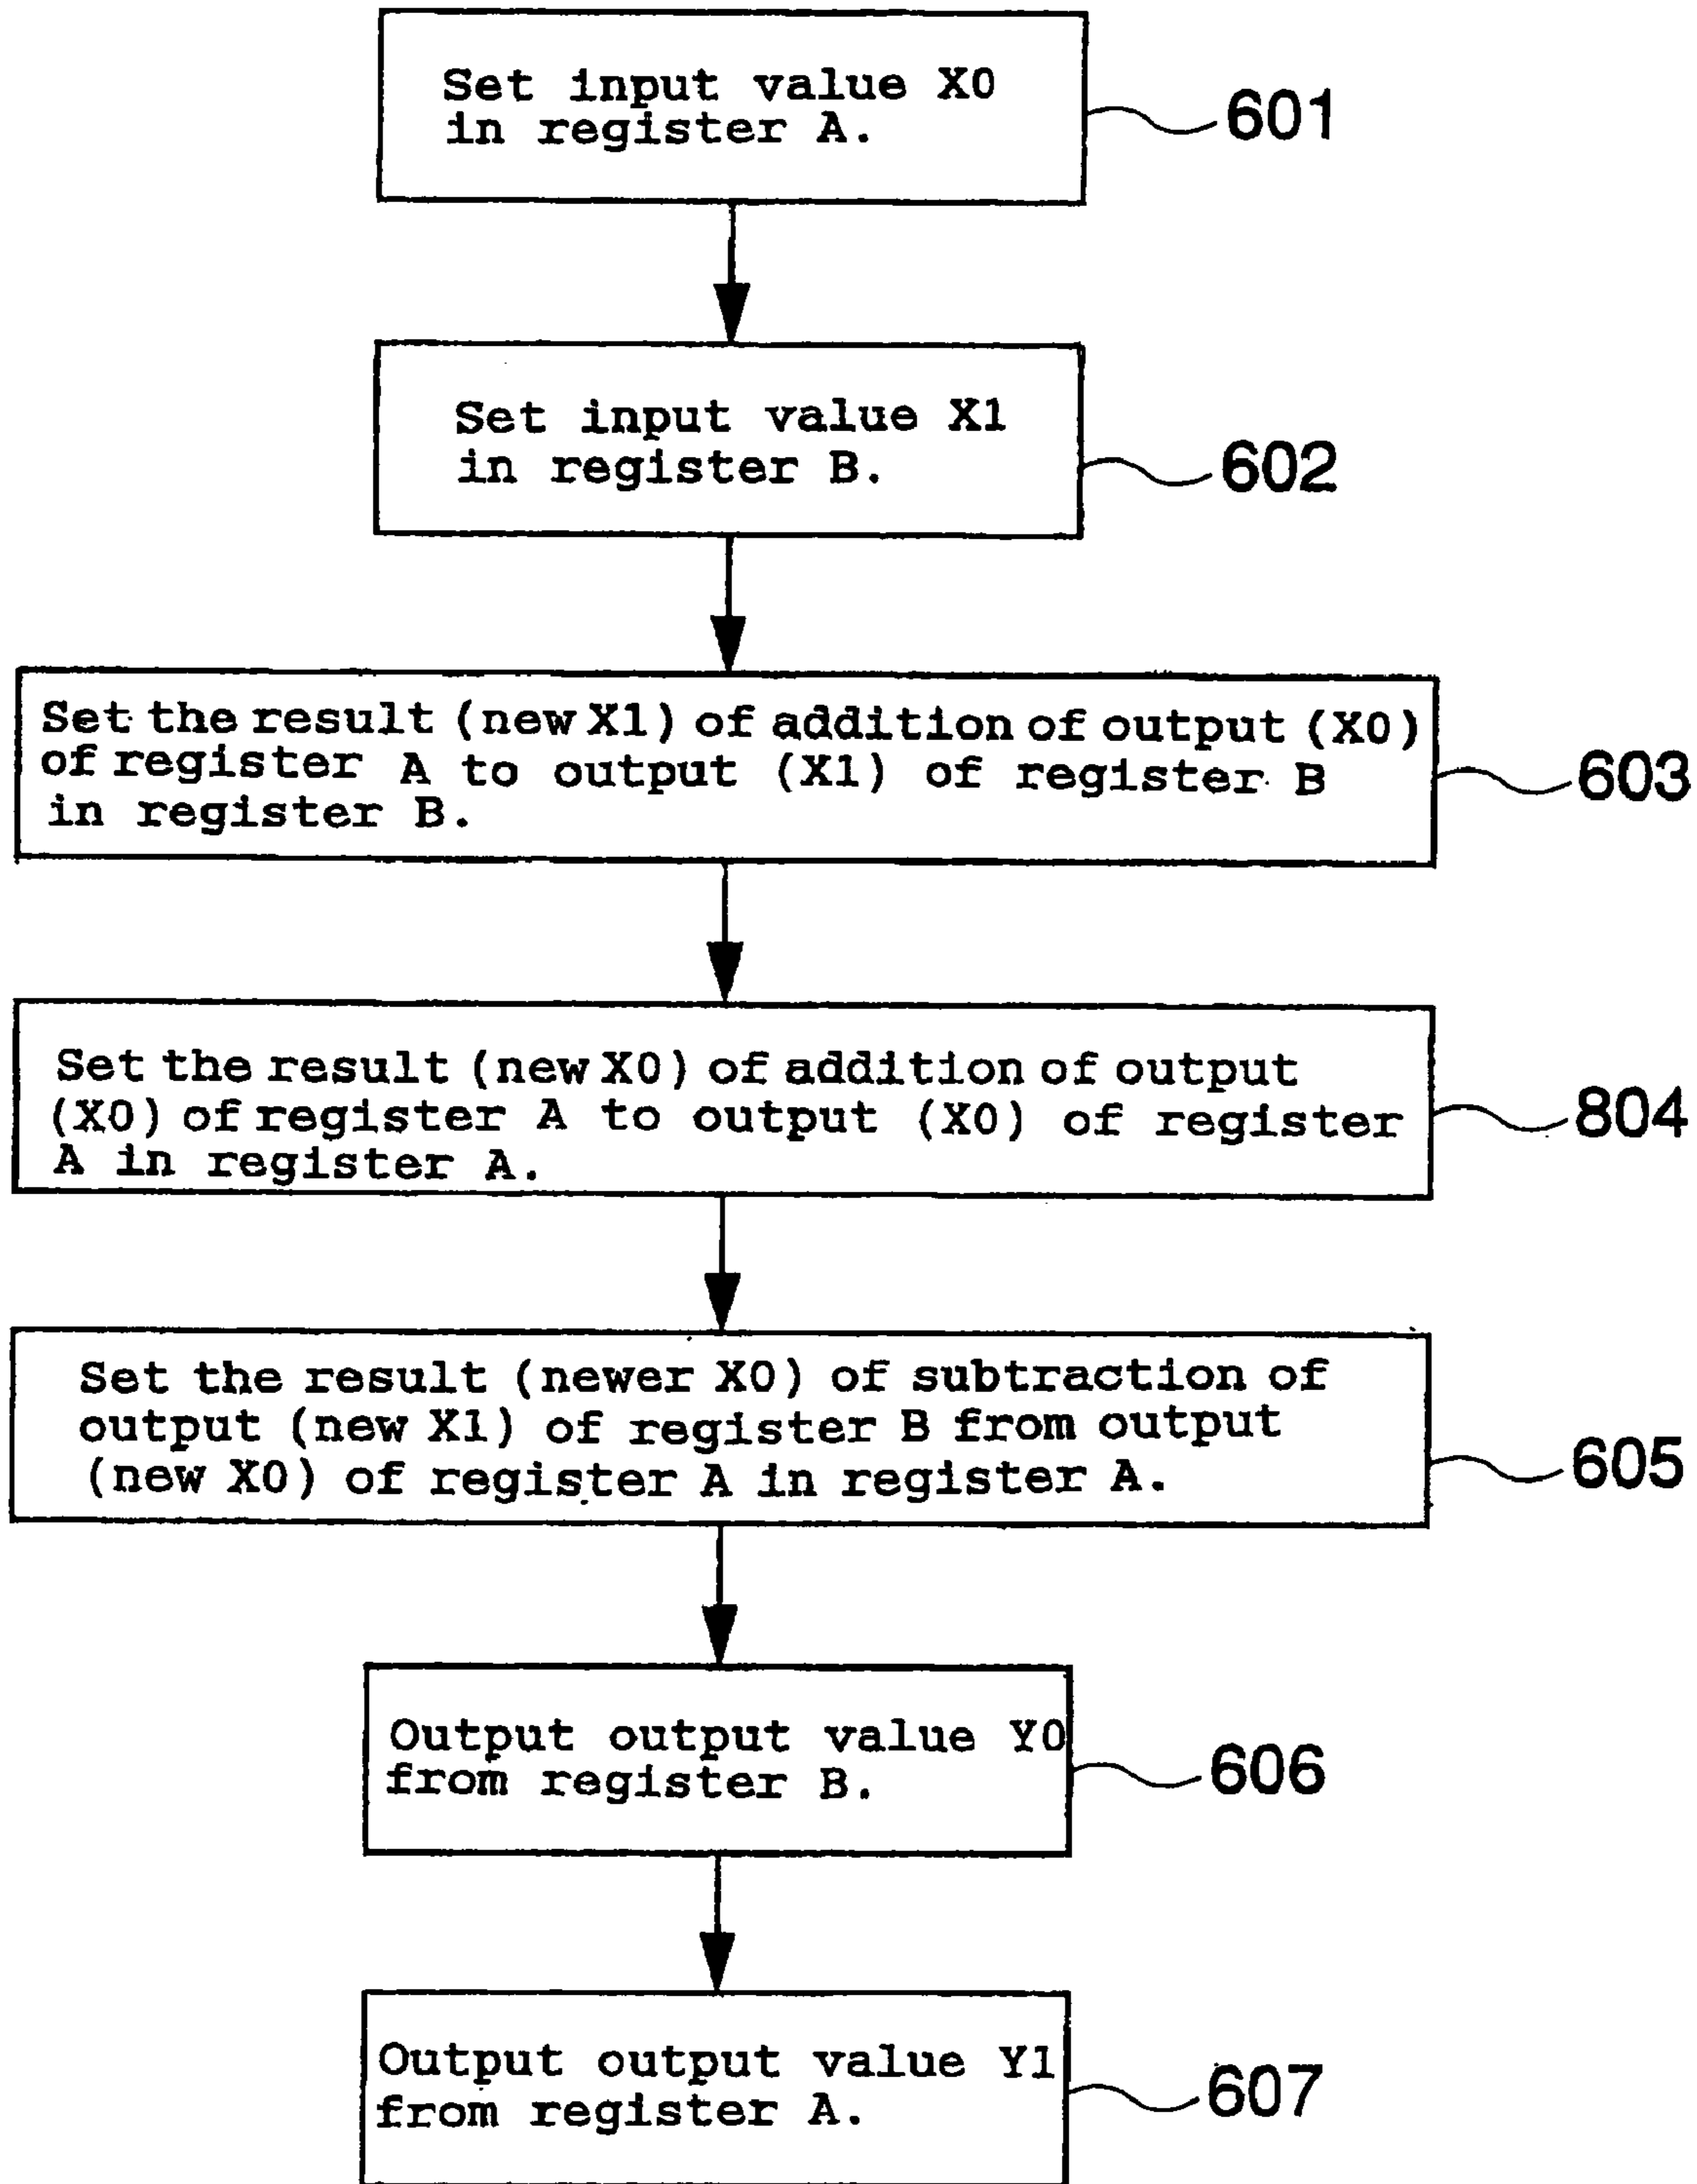 Set input value X0
in register A.
601
Set input value X1
in register B.
602
Set the result (new X1) of addition of output (X0)
of register A to output (X1) of register B
in register B.
603
Set the result (new X0) of addition of output
(X0) of register A to output (X0) of register
A in register A.
804
Set the result (newer X0) of subtraction of
output (new X1) of register B from output
(new X0) of register A in register A.
605
Output output value Y0
from register B.
606
Output output value Y1
from register A.
607